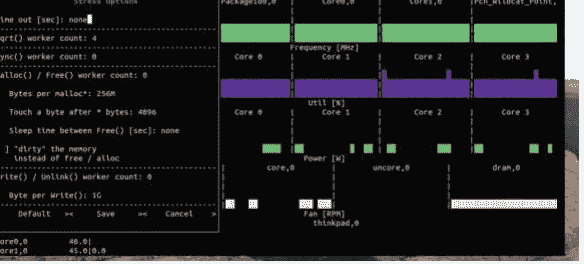 Stress Options
Package id0,0 Core0,0 Core1,0 Pch_Wildcat_Point,
ime out [sec]: none
qrt() worker count: 4
Frequency [MHz]
ync() worker count: 0
Core 0 Core 1 Core 2 Core 3
alloc() / Free() worker count: 0
Bytes per malloc*: 256M
Util [%]
Touch a byte after * bytes: 4096
Core 0 Core 1 Core 2 Core 3
Sleep time between Free() [sec]: none
] "dirty" the memory
instead of free / alloc
Power [W]
core,0 uncore,0 dram,0
rite() / Unlink() worker count: 0
Byte per Write(): 1G
Default >< Save >< Cancel >
Fan [RPM]
thinkpad,0
ore0,0 46.0|
ore1,0 45.0|0.0